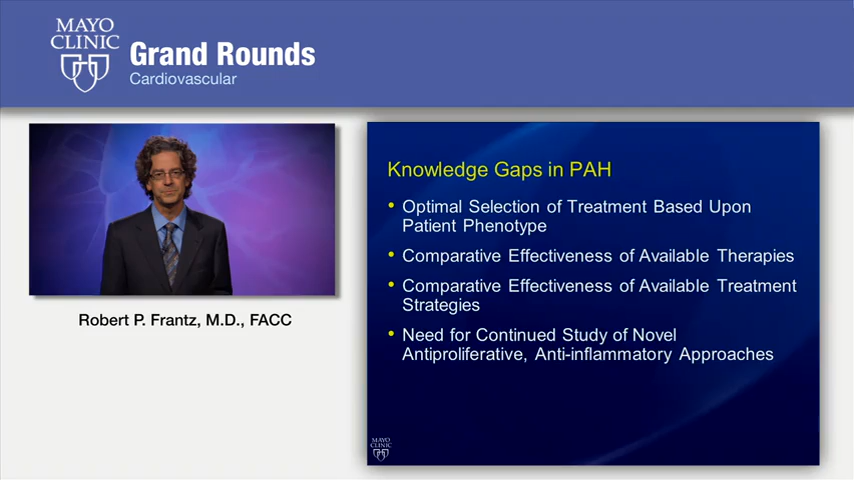 MAYO
CLINIC
Grand Rounds
Cardiovascular
Robert P. Frantz, M.D., FACC
Knowledge Gaps in PAH
• Optimal Selection of Treatment Based Upon
Patient Phenotype
• Comparative Effectiveness of Available Therapies
• Comparative Effectiveness of Available Treatment
Strategies
• Need for Continued Study of Novel
Antiproliferative, Anti-inflammatory Approaches
MAYO
CLINIC